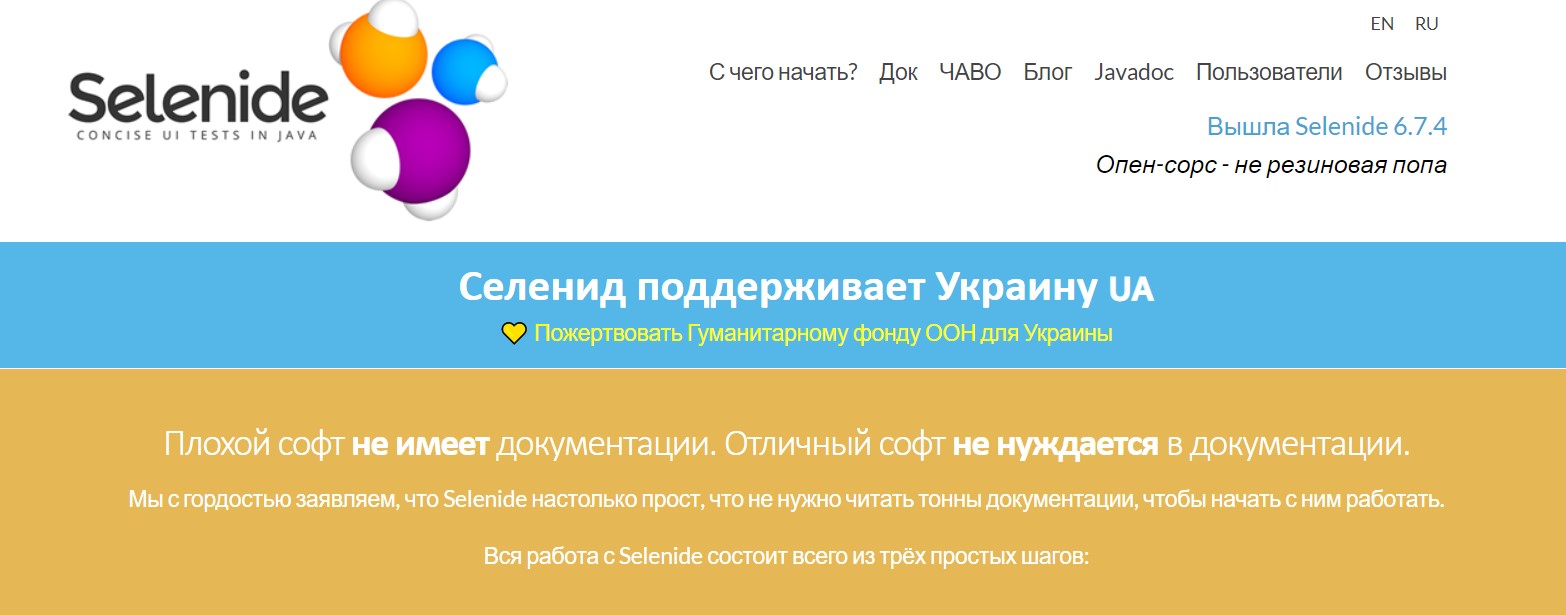 EN RU
Selenide
CONCISE UI TESTS IN JAVA
С чего начать? Док ЧАВО Блог Javadoc Пользователи Отзывы
Вышла Selenide 6.7.4
Опен-сорс - не резиновая попа
Селенид поддерживает Украину UA
Пожертвовать Гуманитарному фонду ООН для Украины
Плохой софт не имеет документации. Отличный софт не нуждается в документации.
Мы с гордостью заявляем, что Selenide настолько прост, что не нужно читать тонны документации, чтобы начать с ним работать.
Вся работа с Selenide состоит всего из трёх простых шагов: